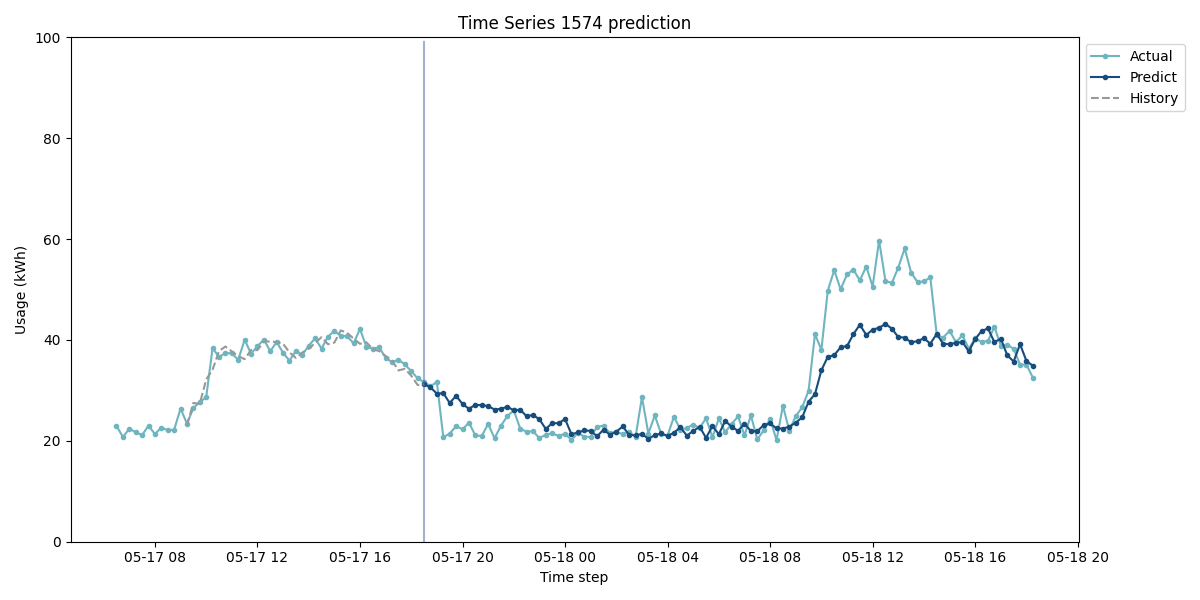 Time Series 1574 prediction
100
80
60
40
20
0
Usage (kWh)
05-17 08
05-17 12
05-17 16
05-17 20
05-18 00
05-18 04
05-18 08
05-18 12
05-18 16
05-18 20
Time step
Actual
Predict
History